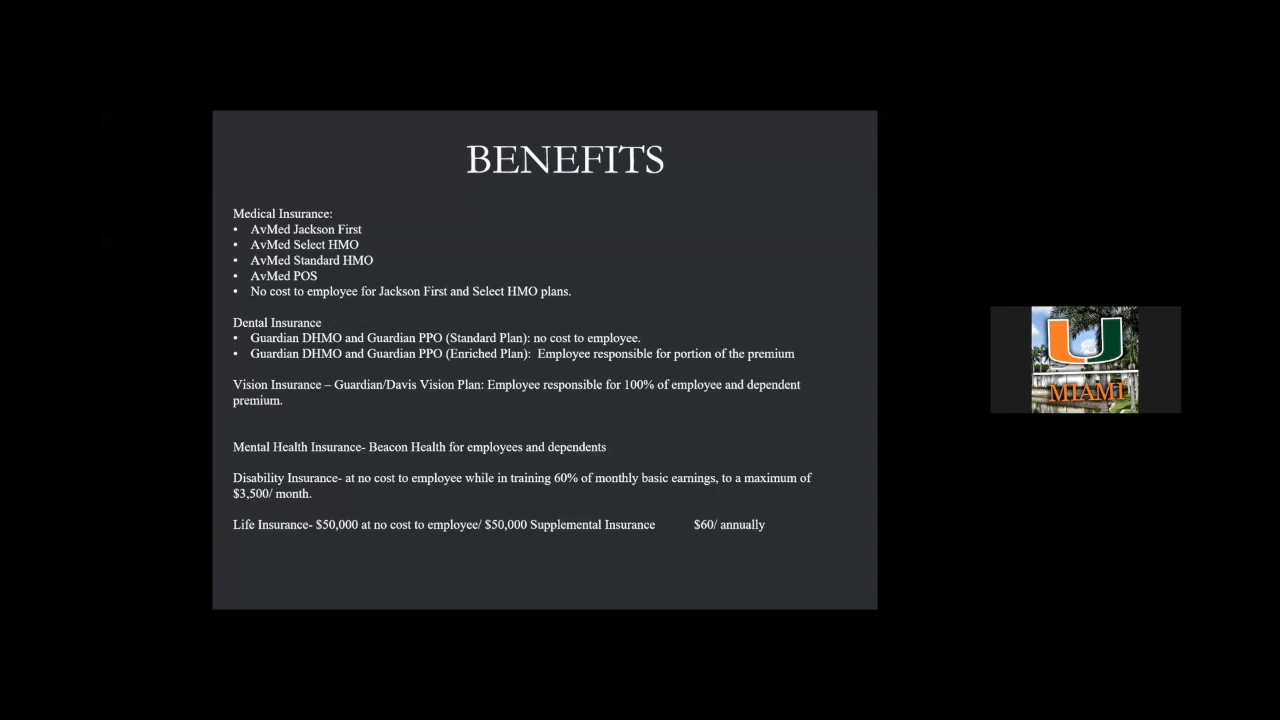 BENEFITS
Medical Insurance:
• AvMed Jackson First
• AvMed Select HMO
• AvMed Standard HMO
• AvMed POS
• No cost to employee for Jackson First and Select HMO plans.
Dental Insurance
• Guardian DHMO and Guardian PPO (Standard Plan): no cost to employee.
• Guardian DHMO and Guardian PPO (Enriched Plan):  Employee responsible for portion of the premium
Vision Insurance – Guardian/Davis Vision Plan: Employee responsible for 100% of employee and dependent
premium.
Mental Health Insurance- Beacon Health for employees and dependents
Disability Insurance- at no cost to employee while in training 60% of monthly basic earnings, to a maximum of
$3,500/ month.
Life Insurance- $50,000 at no cost to employee/ $50,000 Supplemental Insurance $60/ annually
U
MIAMI